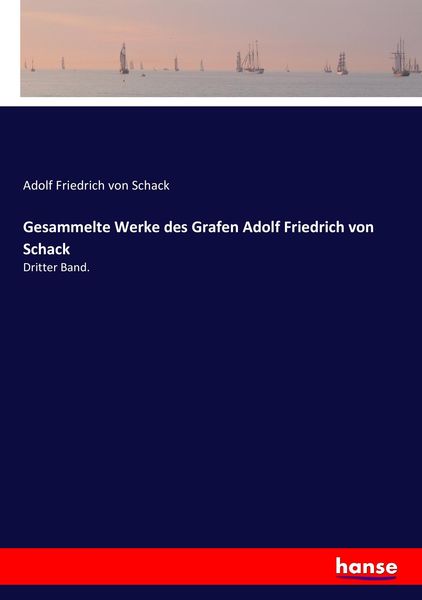 Adolf Friedrich von Schack
Gesammelte Werke des Grafen Adolf Friedrich von
Schack
Dritter Band.
hanse